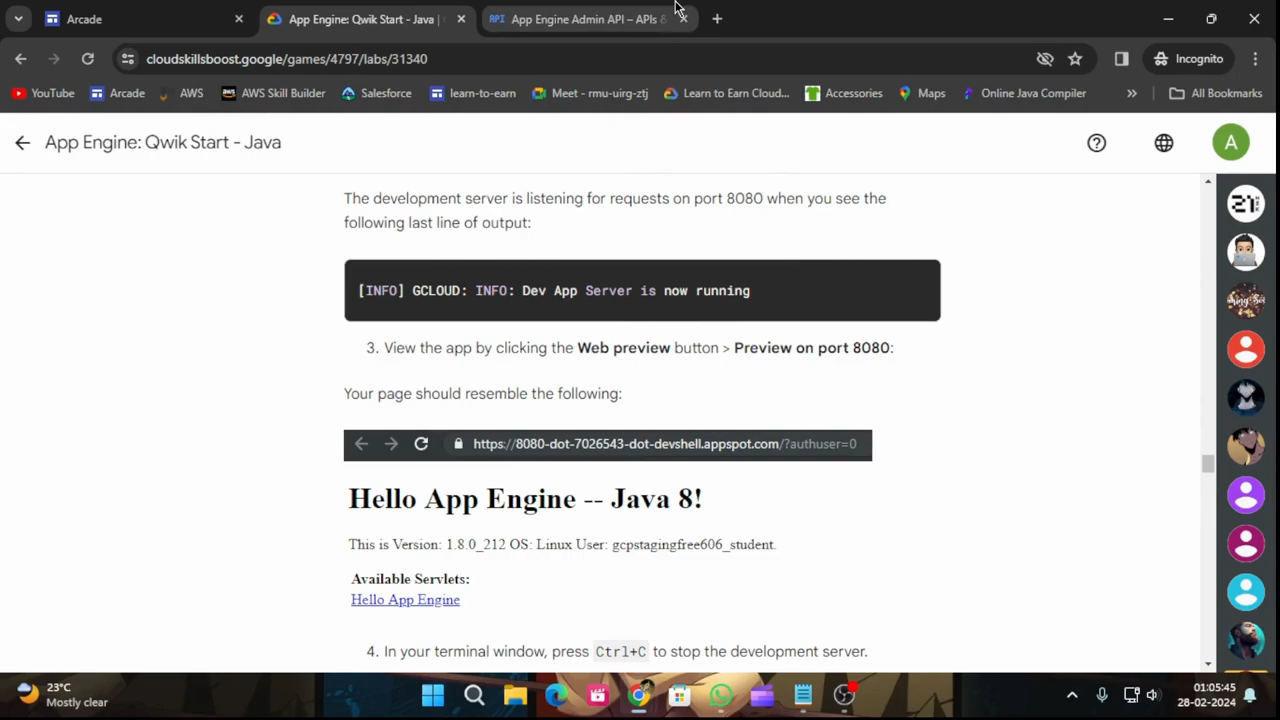 Arcade
App Engine: Qwik Start - Java |
API App Engine Admin API – APIs &
cloudskillsboost.google/games/4797/labs/31340
Incognito
YouTube
Arcade
AWS
AWS Skill Builder
Salesforce
learn-to-earn
Meet - rmu-uirg-ztj
Learn to Earn Cloud...
Accessories
Maps
Online Java Compiler
All Bookmarks
App Engine: Qwik Start - Java
A
The development server is listening for requests on port 8080 when you see the
following last line of output:
[INFO] GCLOUD: INFO: Dev App Server is now running
3. View the app by clicking the Web preview button > Preview on port 8080:
Your page should resemble the following:
https://8080-dot-7026543-dot-devshell.appspot.com/?authuser=0
Hello App Engine -- Java 8!
This is Version: 1.8.0_212 OS: Linux User: gcpstagingfree606_student.
Available Servlets:
Hello App Engine
4. In your terminal window, press Ctrl+C to stop the development server.
23°C
Mostly clear
01:05:45
28-02-2024